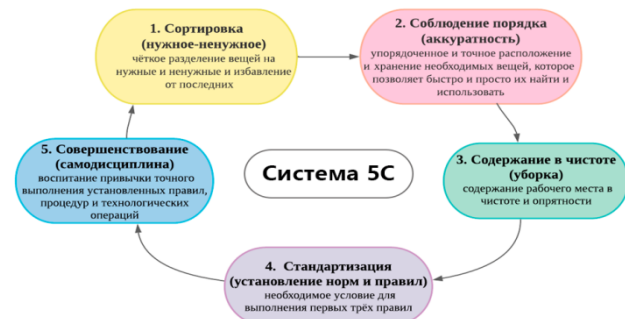 1. Сортировка
(нужное-ненужное)
чёткое разделение вещей на
нужные и ненужные и избавление
от последних
2. Соблюдение порядка
(аккуратность)
упорядоченное и точное расположение
и хранение необходимых вещей, которое
позволяет быстро и просто их найти и
использовать
3. Содержание в чистоте
(уборка)
содержание рабочего места в
чистоте и опрятности
4. Стандартизация
(установление норм и правил)
необходимое условие для
выполнения первых трёх правил
5. Совершенствование
(самодисциплина)
воспитание привычки точного
выполнения установленных правил,
процедур и технологических
операций
Система 5С